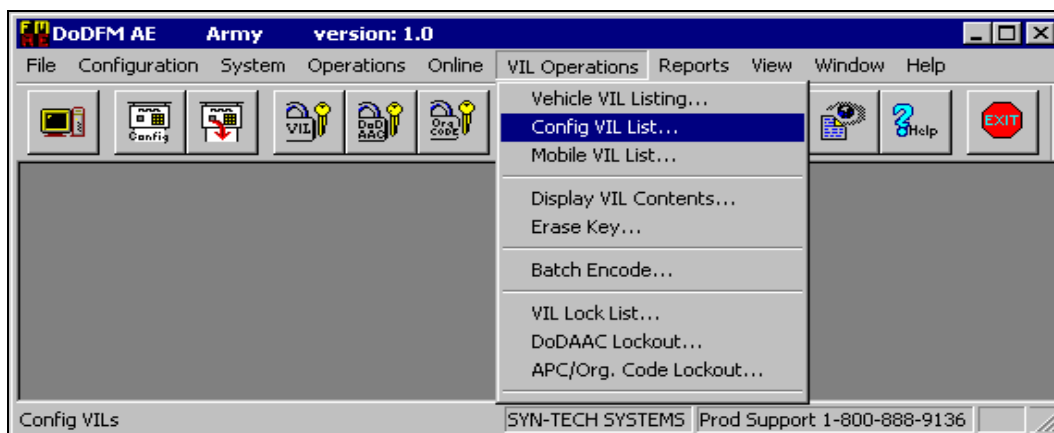 DoDFM AE Army version: 1.0
File Configuration System Operations Online VIL Operations Reports View Window Help
Config VIL DoD AAC Org CODE Help EXIT
Vehicle VIL Listing...
Config VIL List...
Mobile VIL List...
Display VIL Contents...
Erase Key...
Batch Encode...
VIL Lock List...
DoDAAC Lockout...
APC/Org. Code Lockout...
Config VILs SYN-TECH SYSTEMS Prod Support 1-800-888-9136